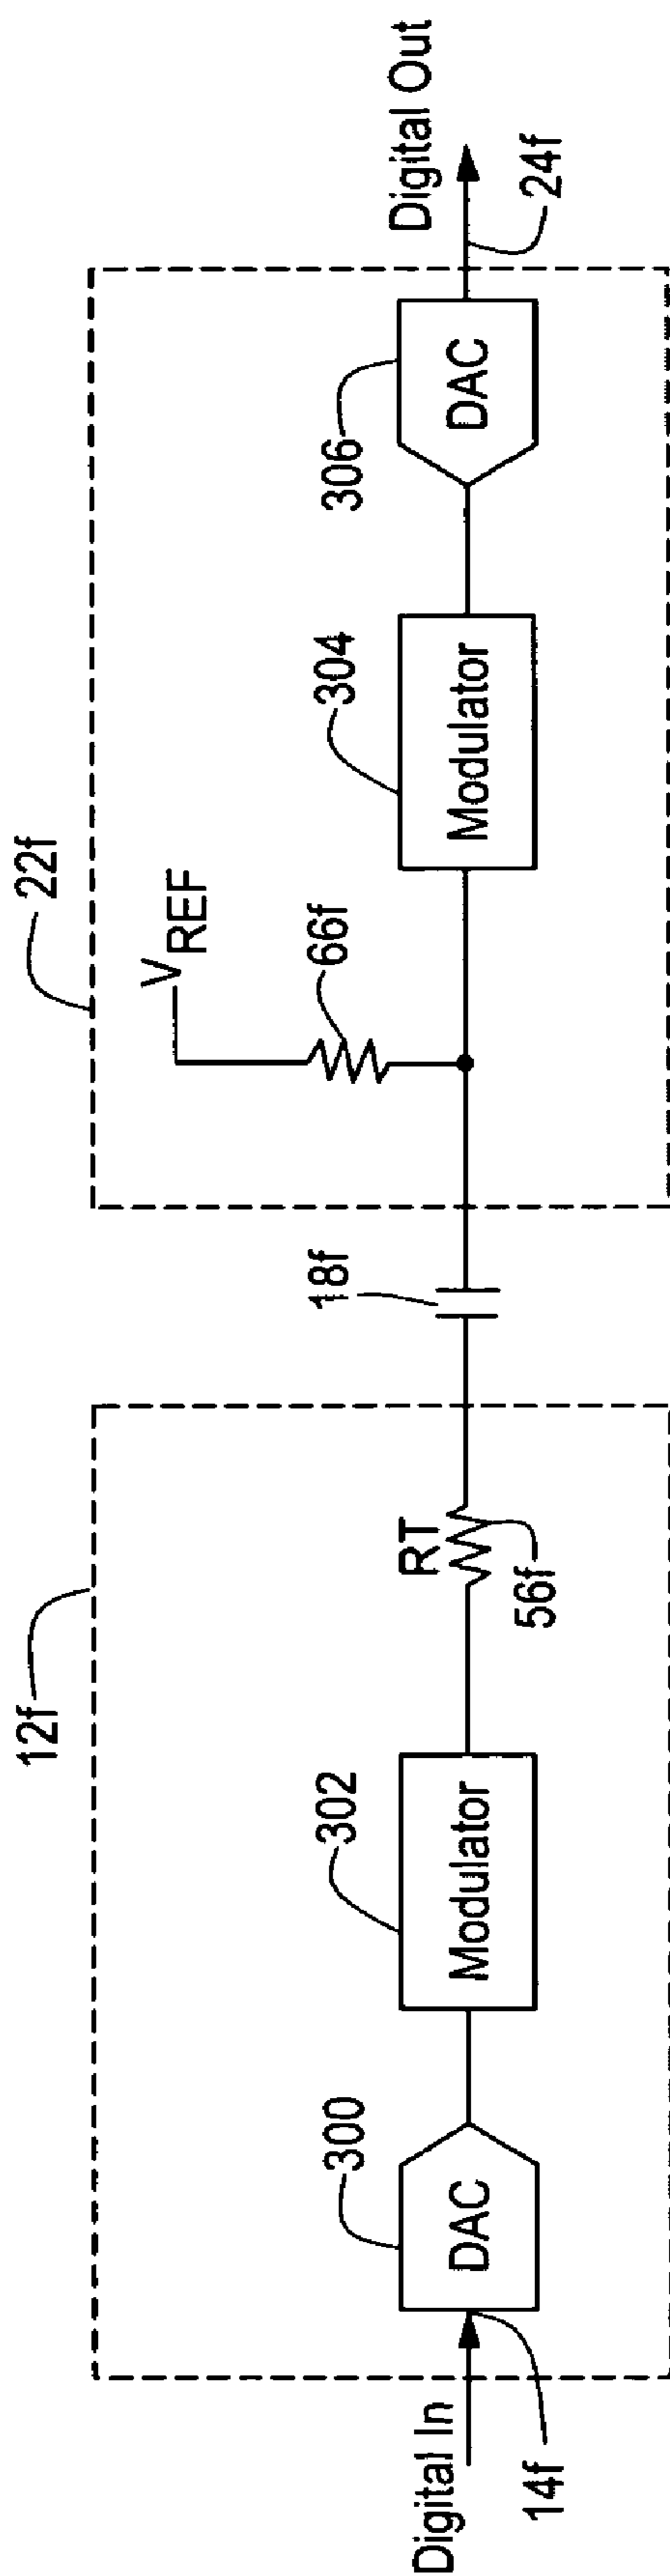 12f
22f
Digital In
14f
DAC
300
Modulator
302
RT
56f
18f
VREF
66f
Modulator
304
DAC
306
Digital Out
24f